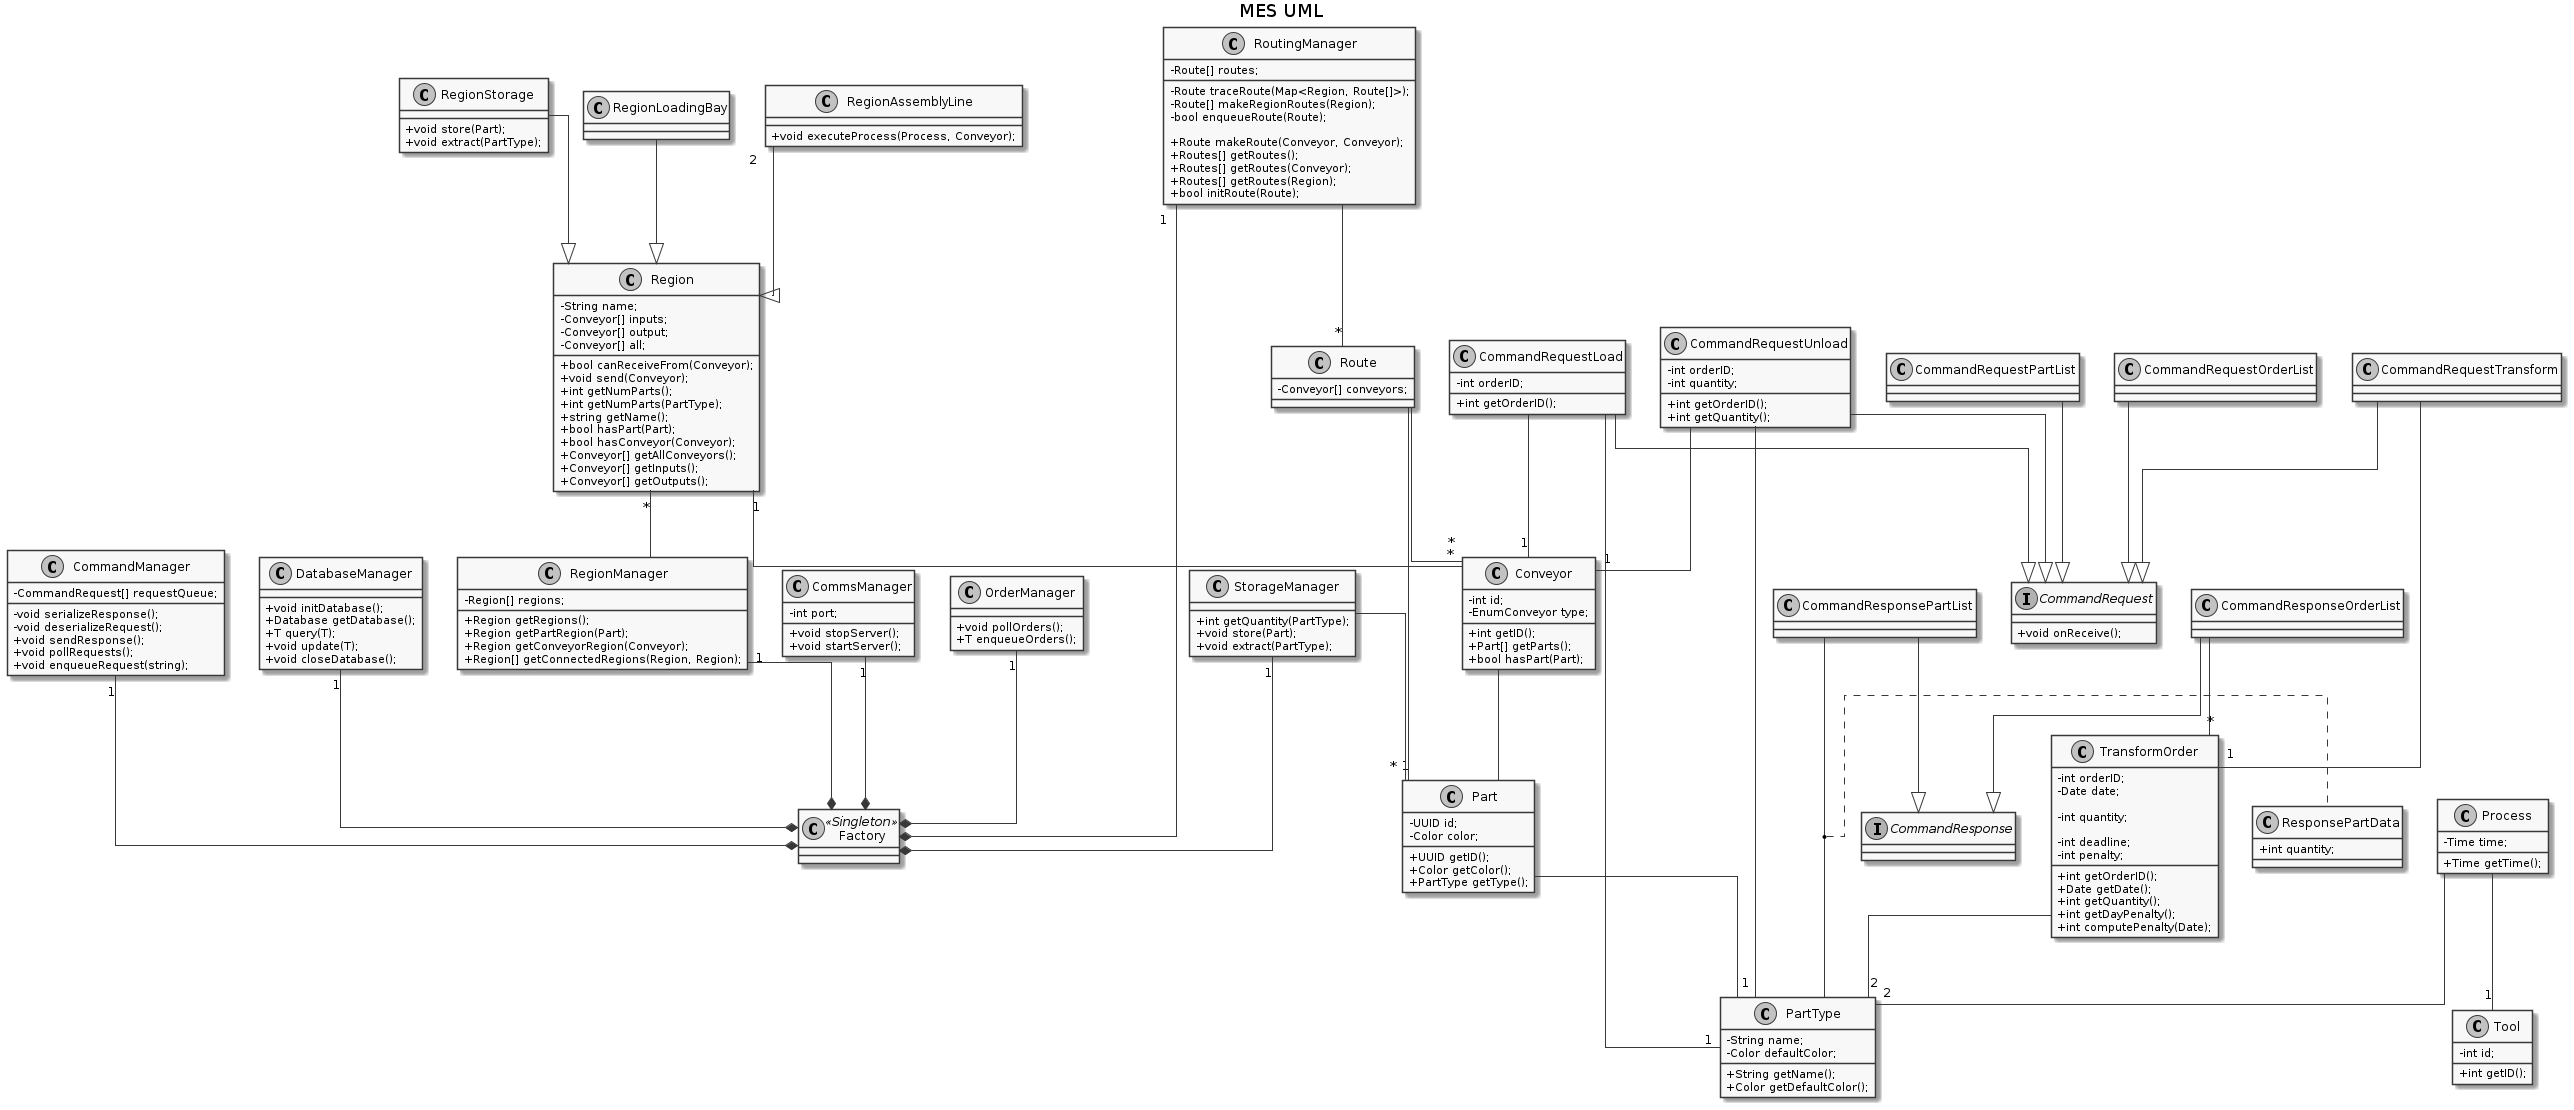 MES UML
C RoutingManager
-Route[] routes;
-Route traceRoute(Map<Region, Route[]>);
-Route[] makeRegionRoutes(Region);
-bool enqueueRoute(Route);
+Route makeRoute(Conveyor, Conveyor);
+Routes[] getRoutes();
+Routes[] getRoutes(Conveyor);
+Routes[] getRoutes(Region);
+bool initRoute(Route);
1
*
C RegionStorage
+void store(Part);
+void extract(PartType);
C RegionLoadingBay
C RegionAssemblyLine
+void executeProcess(Process, Conveyor);
2
C Region
-String name;
-Conveyor[] inputs;
-Conveyor[] output;
-Conveyor[] all;
+bool canReceiveFrom(Conveyor);
+void send(Conveyor);
+int getNumParts();
+int getNumParts(PartType);
+string getName();
+bool hasPart(Part);
+bool hasConveyor(Conveyor);
+Conveyor[] getAllConveyors();
+Conveyor[] getInputs();
+Conveyor[] getOutputs();
*
1
C Route
-Conveyor[] conveyors;
C CommandRequestLoad
-int orderID;
+int getOrderID();
C CommandRequestUnload
-int orderID;
-int quantity;
+int getOrderID();
+int getQuantity();
C CommandRequestPartList
C CommandRequestOrderList
C CommandRequestTransform
*
*
1
1
C CommandManager
-CommandRequest[] requestQueue;
-void serializeResponse();
-void deserializeRequest();
+void sendResponse();
+void pollRequests();
+void enqueueRequest(string);
1
C DatabaseManager
+void initDatabase();
+Database getDatabase();
+T query(T);
+void update(T);
+void closeDatabase();
1
C RegionManager
-Region[] regions;
+Region getRegions();
+Region getPartRegion(Part);
+Region getConveyorRegion(Conveyor);
+Region[] getConnectedRegions(Region, Region);
1
C CommsManager
-int port;
+void stopServer();
+void startServer();
1
C OrderManager
+void pollOrders();
+T enqueueOrders();
1
C StorageManager
+int getQuantity(PartType);
+void store(Part);
+void extract(PartType);
1
C Conveyor
-int id;
-EnumConveyor type;
+int getID();
+Part[] getParts();
+bool hasPart(Part);
C CommandResponsePartList
I CommandRequest
+void onReceive();
C CommandResponseOrderList
*
1
* 1
C «Singleton»
Factory
C Part
-UUID id;
-Color color;
+UUID getID();
+Color getColor();
+PartType getType();
I CommandResponse
C TransformOrder
-int orderID;
-Date date;
-int quantity;
-int deadline;
-int penalty;
+int getOrderID();
+Date getDate();
+int getQuantity();
+int getDayPenalty();
+int computePenalty(Date);
C ResponsePartData
+int quantity;
C Process
-Time time;
+Time getTime();
1
2
2
1
1
C PartType
-String name;
-Color defaultColor;
+String getName();
+Color getDefaultColor();
C Tool
-int id;
+int getID();